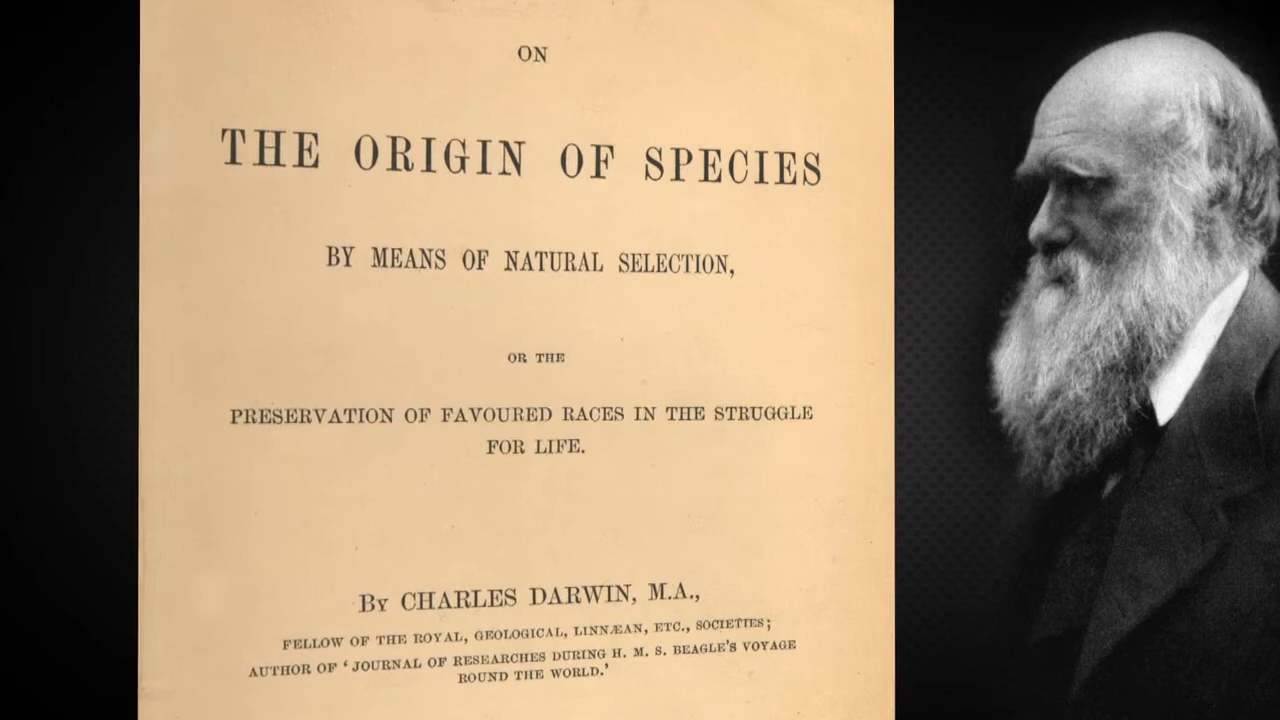 ON
THE ORIGIN OF SPECIES
BY MEANS OF NATURAL SELECTION,
OR THE
PRESERVATION OF FAVOURED RACES IN THE STRUGGLE
FOR LIFE.
By CHARLES DARWIN, M.A.,
FELLOW OF THE ROYAL, GEOLOGICAL, LINNÆAN, ETC., SOCIETIES;
AUTHOR OF ‘JOURNAL OF RESEARCHES DURING H. M. S. BEAGLE’S VOYAGE
ROUND THE WORLD.’